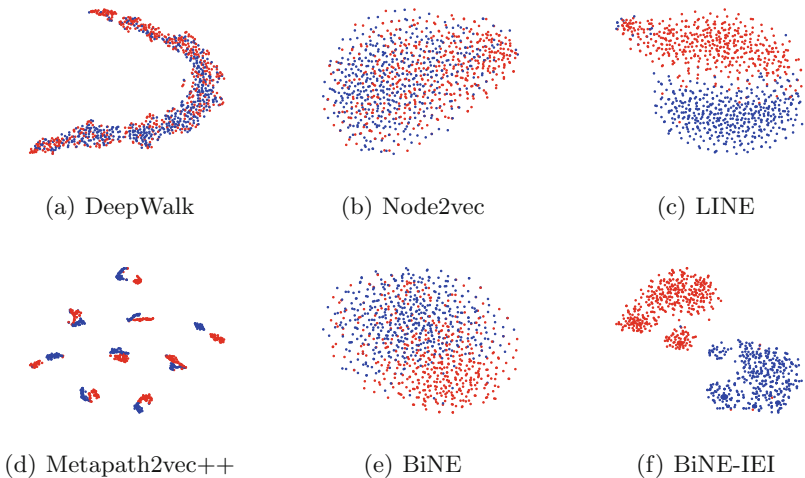 (a) DeepWalk
(b) Node2vec
(c) LINE
(d) Metapath2vec++
(e) BiNE
(f) BiNE-IEI